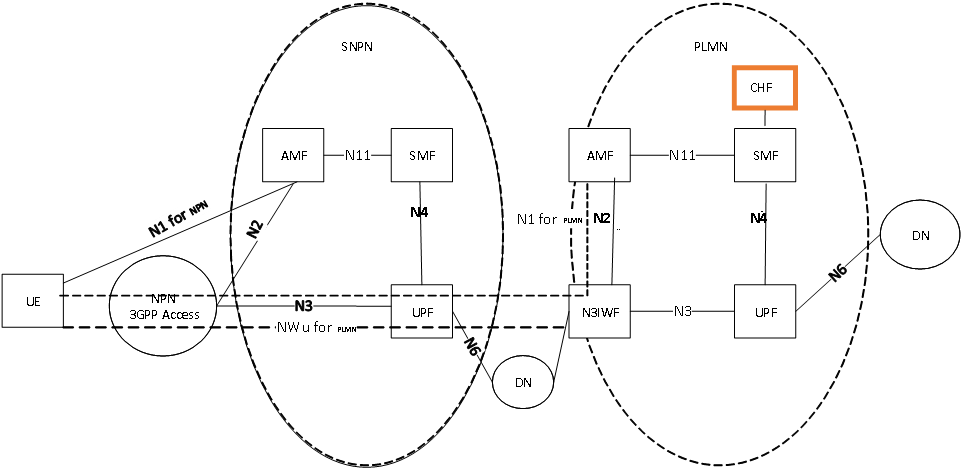 SNPN
PLMN
CHF
AMF
N11
SMF
AMF
N11
SMF
N1 for NPN
N2
N4
N1 for PLMN
N2
N4
DN
UE
NPN
3GPP Access
N3
UPF
N3IWF
N3
UPF
N6
NWu for PLMN
N6
DN